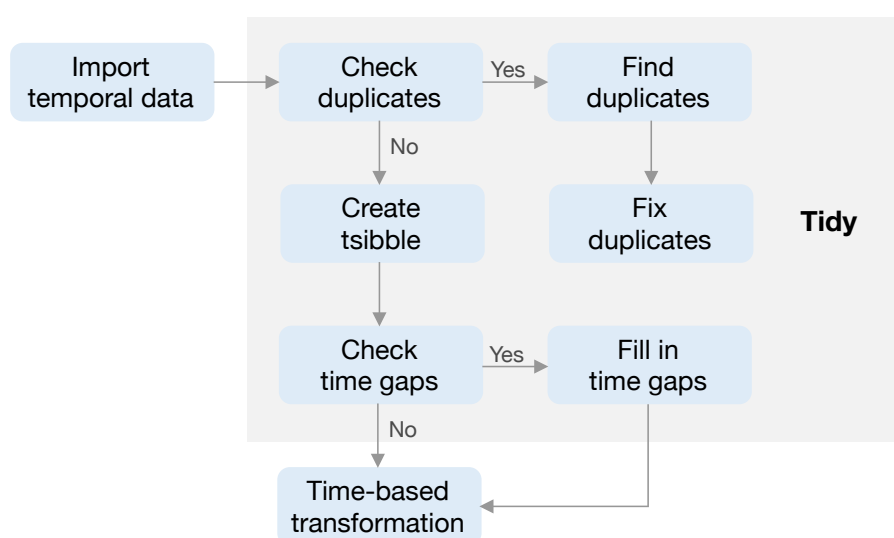 Import
temporal data
Check
duplicates
Yes
Find
duplicates
No
Create
tsibble
Fix
duplicates
Tidy
Check
time gaps
Yes
Fill in
time gaps
No
Time-based
transformation